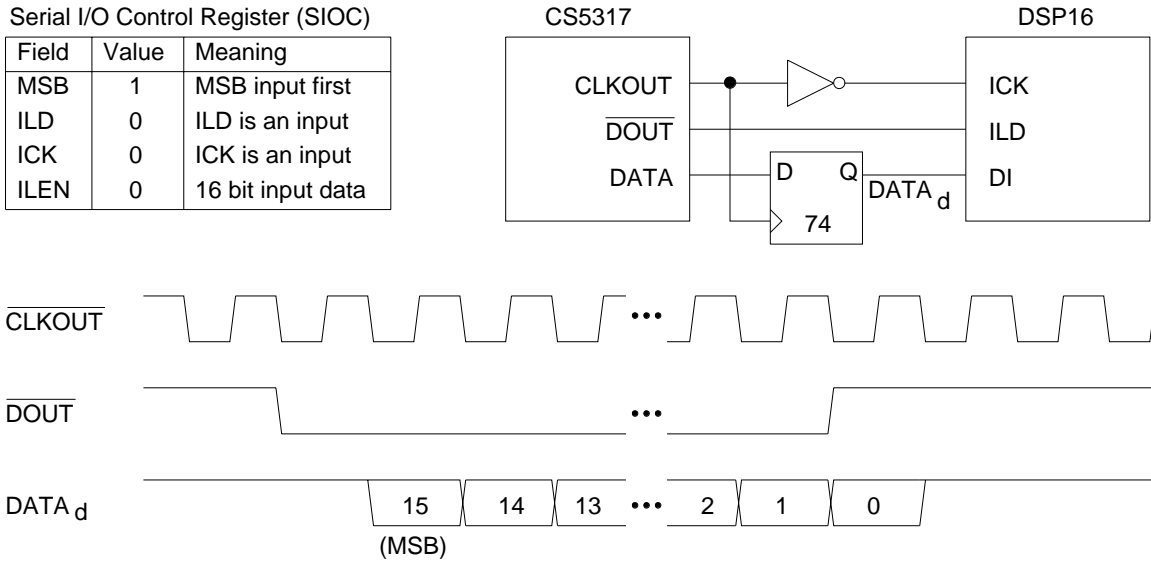 Serial I/O Control Register (SIOC)
Field Value Meaning
MSB 1 MSB input first
ILD 0 ILD is an input
ICK 0 ICK is an input
ILEN 0 16 bit input data
CS5317 DSP16
CLKOUT ICK
DOUT ILD
DATA D Q DATA d DI
74
CLKOUT
DOUT
DATA d 15 14 13 2 1 0
(MSB)